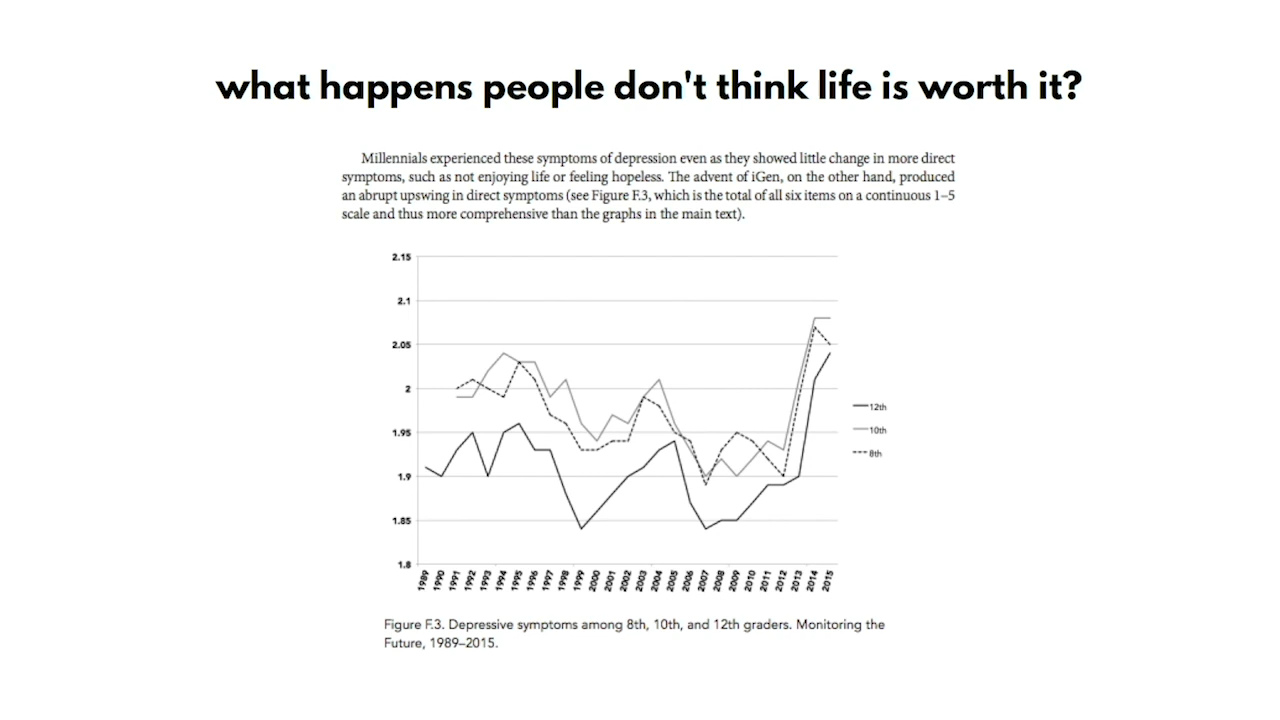 what happens people don't think life is worth it?
Millennials experienced these symptoms of depression even as they showed little change in more direct
symptoms, such as not enjoying life or feeling hopeless. The advent of iGen, on the other hand, produced
an abrupt upswing in direct symptoms (see Figure F.3, which is the total of all six items on a continuous 1–5
scale and thus more comprehensive than the graphs in the main text).
2.15
2.1
2.05
2
1.95
1.9
1.85
1.8
12th
10th
8th
1989 1990 1991 1992 1993 1994 1995 1996 1997 1998 1999 2000 2001 2002 2003 2004 2005 2006 2007 2008 2009 2010 2011 2012 2013 2014 2015
Figure F.3. Depressive symptoms among 8th, 10th, and 12th graders. Monitoring the
Future, 1989–2015.